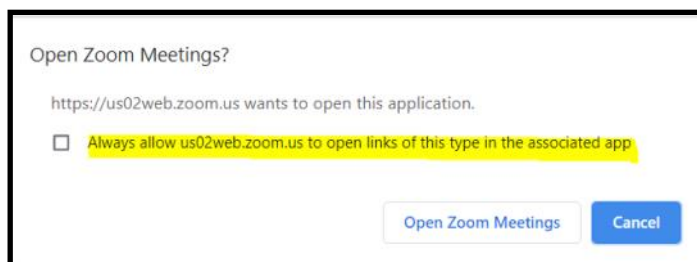 Open Zoom Meetings?
https://us02web.zoom.us wants to open this application.
Always allow us02web.zoom.us to open links of this type in the associated app
Open Zoom Meetings
Cancel